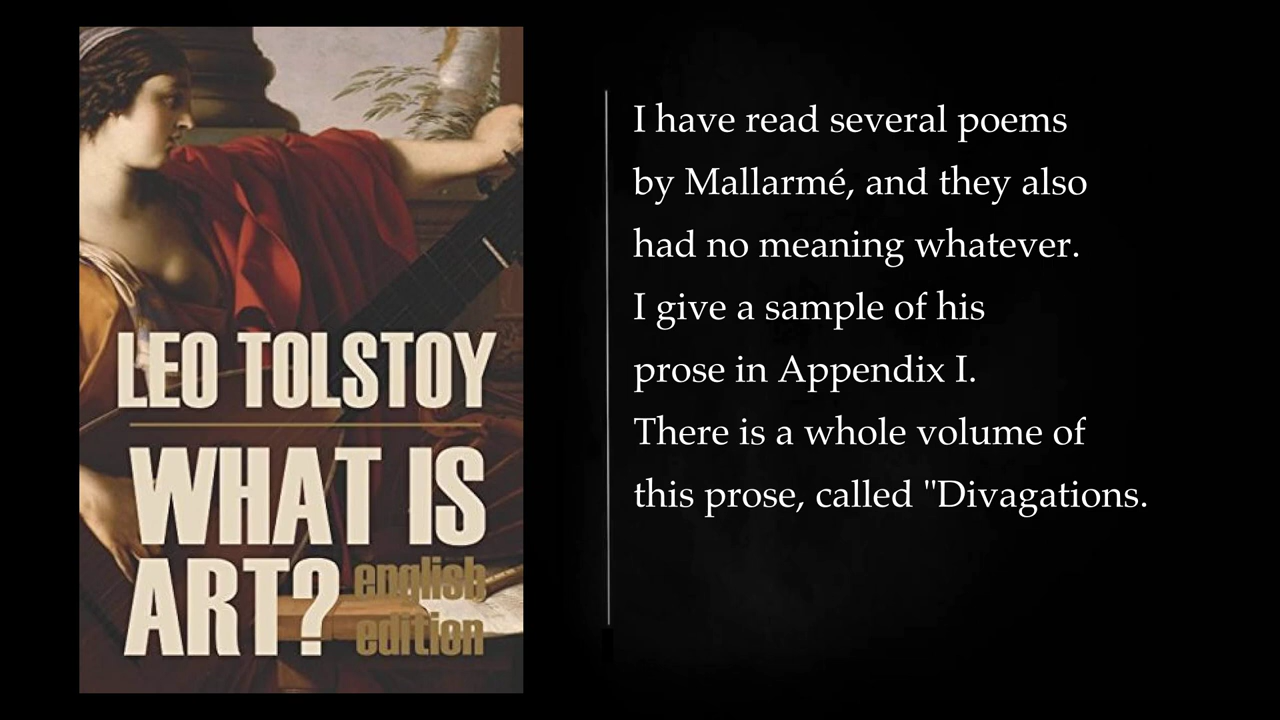 LEO TOLSTOY
WHAT IS
ART?
english
edition
I have read several poems
by Mallarmé, and they also
had no meaning whatever.
I give a sample of his
prose in Appendix I.
There is a whole volume of
this prose, called "Divagations.